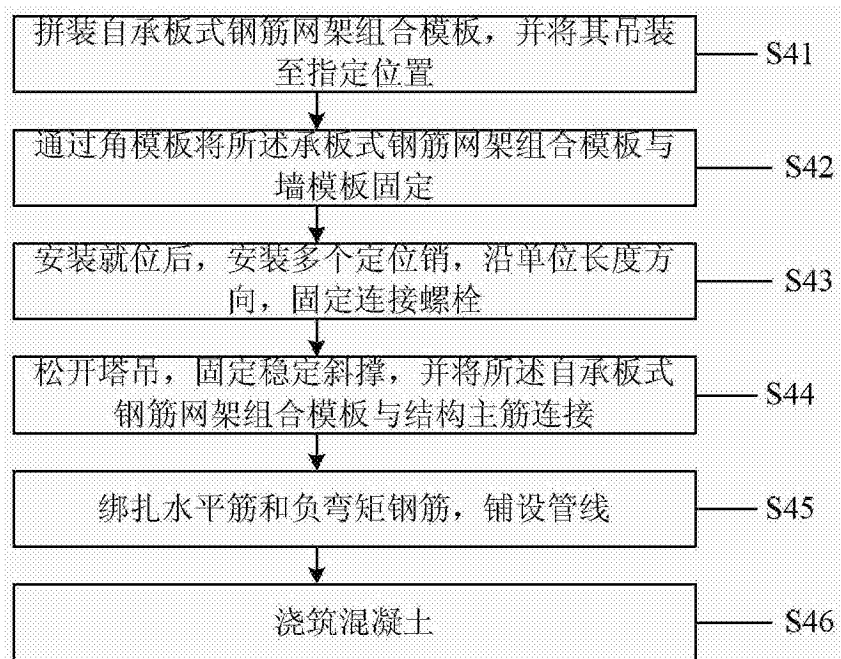 拼装自承板式钢筋网架组合模板，并将其吊装
至指定位置
S41
通过角模板将所述承板式钢筋网架组合模板与
墙模板固定
S42
安装就位后，安装多个定位销，沿单位长度方
向，固定连接螺栓
S43
松开塔吊，固定稳定斜撑，并将所述自承板式
钢筋网架组合模板与结构主筋连接
S44
绑扎水平筋和负弯矩钢筋，铺设管线
S45
浇筑混凝土
S46